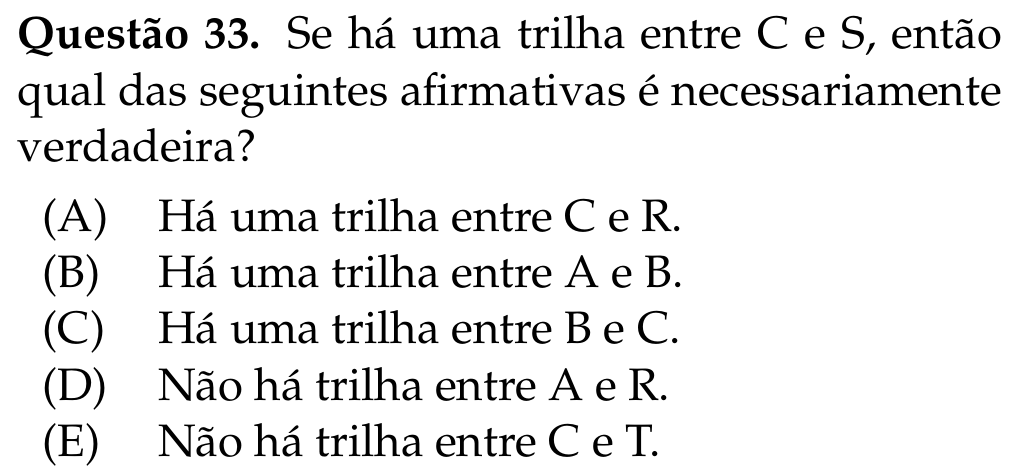 Questão 33. Se há uma trilha entre C e S, então
qual das seguintes afirmativas é necessariamente
verdadeira?
(A) Há uma trilha entre C e R.
(B) Há uma trilha entre A e B.
(C) Há uma trilha entre B e C.
(D) Não há trilha entre A e R.
(E) Não há trilha entre C e T.